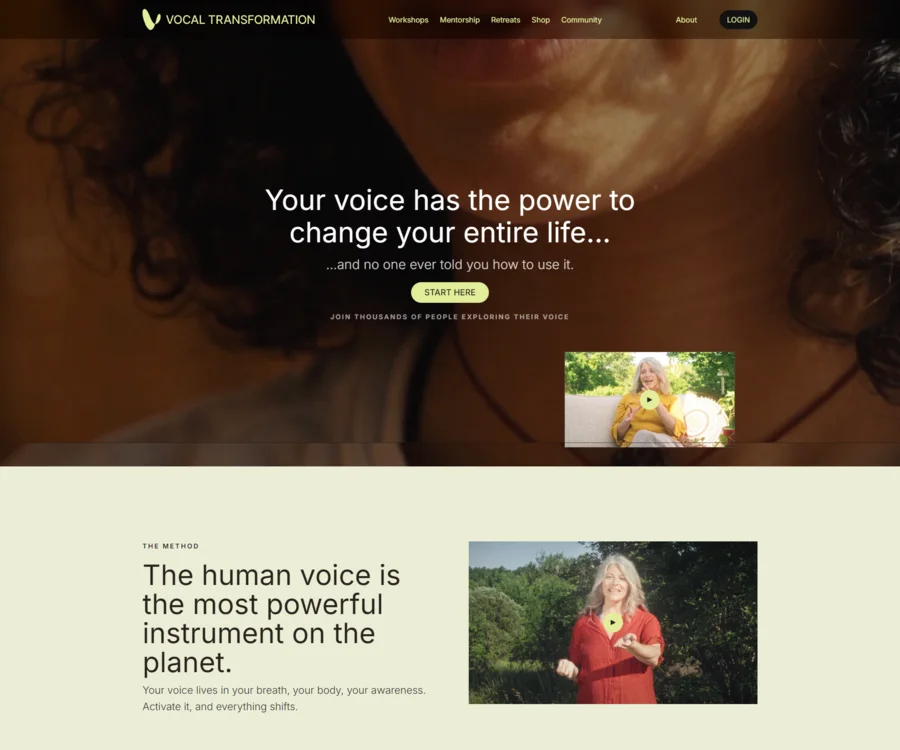 VOCAL TRANSFORMATION
Workshops
Mentorship
Retreats
Shop
Community
About
LOGIN
Your voice has the power to
change your entire life...
...and no one ever told you how to use it.
START HERE
JOIN THOUSANDS OF PEOPLE EXPLORING THEIR VOICE
THE METHOD
The human voice is
the most powerful
instrument on the
planet.
Your voice lives in your breath, your body, your awareness.
Activate it, and everything shifts.